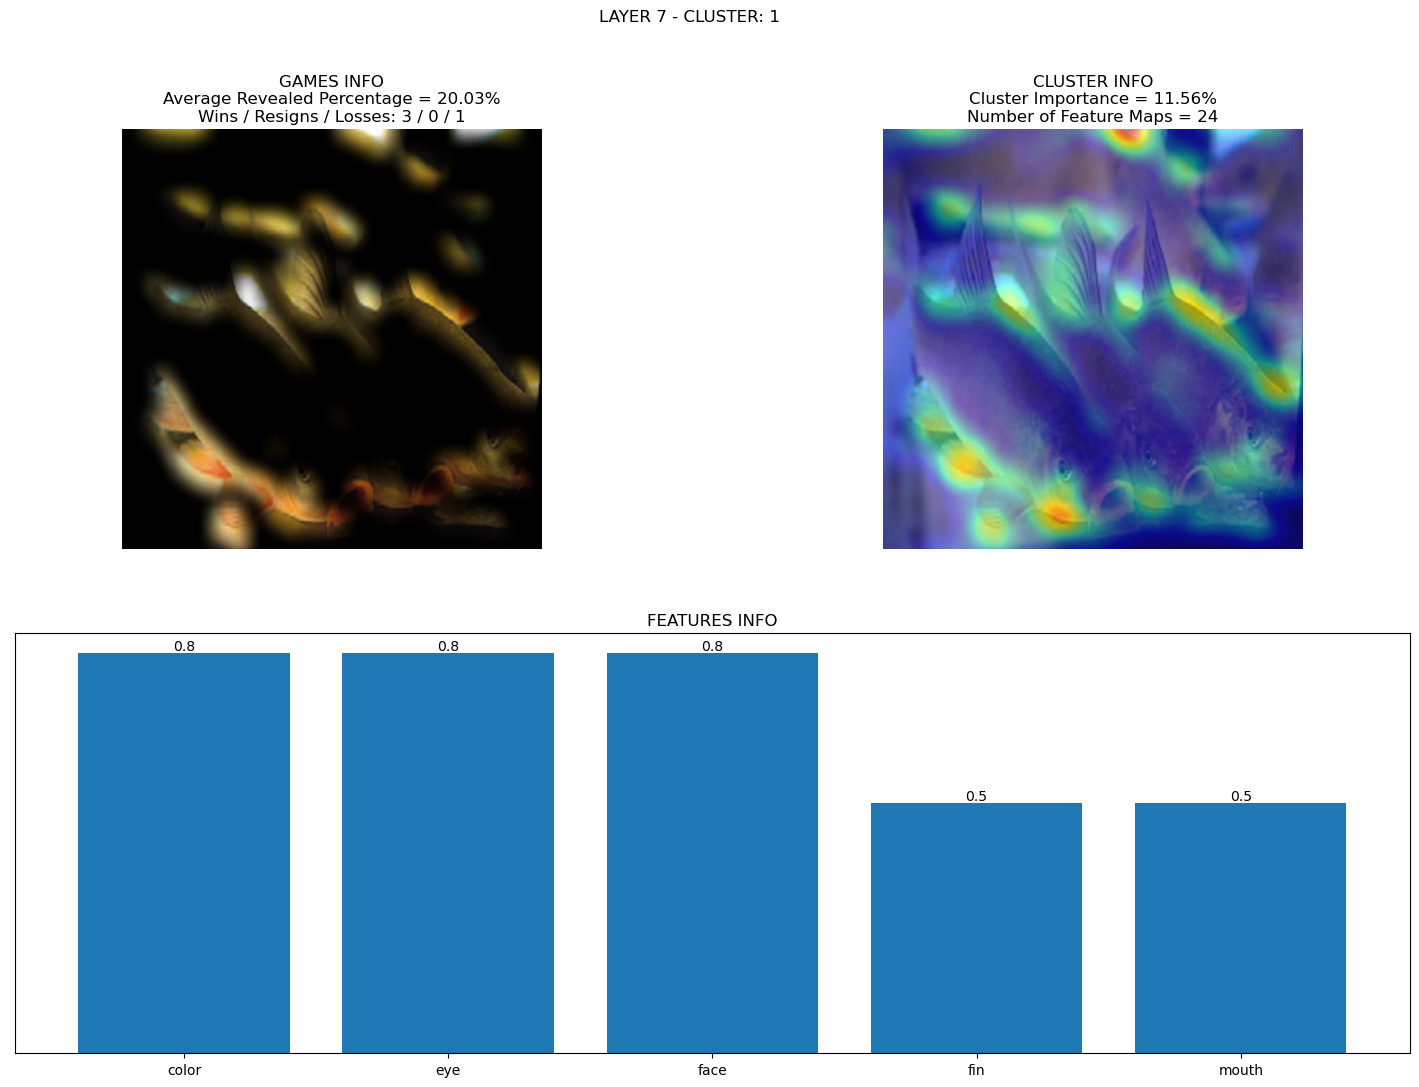 LAYER 7 - CLUSTER: 1
GAMES INFO
Average Revealed Percentage = 20.03%
Wins / Resigns / Losses: 3 / 0 / 1
CLUSTER INFO
Cluster Importance = 11.56%
Number of Feature Maps = 24
FEATURES INFO
0.8
0.8
0.8
0.5
0.5
color
eye
face
fin
mouth